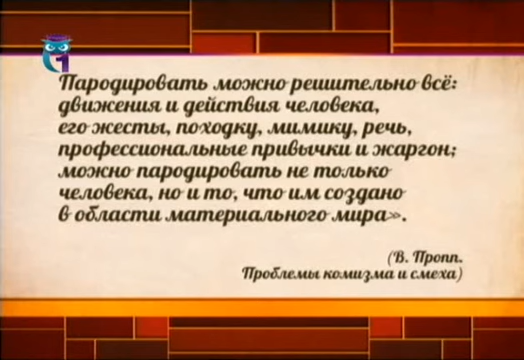 1
Пародировать можно решительно всё:
движения и действия человека,
его жесты, походку, мимику, речь,
профессиональные привычки и жаргон;
можно пародировать не только
человека, но и то, что им создано
в области материального мира».
(В. Пропп.
Проблемы комизма и смеха)